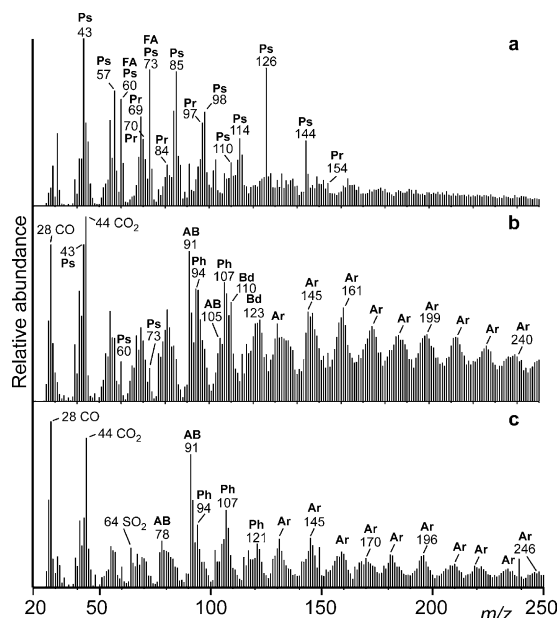 a
Ps
43
Ps
57
FA
Ps
60
FA
Ps
73
Pr
69
70
Pr
Pr
84
Ps
85
Pr
97
Ps
98
Ps
110
Ps
114
Ps
126
Ps
144
Pr
154
b
28 CO
44 CO₂
43
Ps
Ps
60
Ps
73
AB
91
Ph
94
AB
105
Ph
107
Bd
110
Bd
123
Ar
Ar
145
Ar
161
Ar
Ar
Ar
199
Ar
Ar
Ar
240
c
28 CO
44 CO₂
64 SO₂
AB
78
AB
91
Ph
94
Ph
107
Ph
121
Ar
Ar
145
Ar
Ar
170
Ar
Ar
196
Ar
Ar
Ar
Ar
246
Relative abundance
20 50 100 150 200 250
m/z